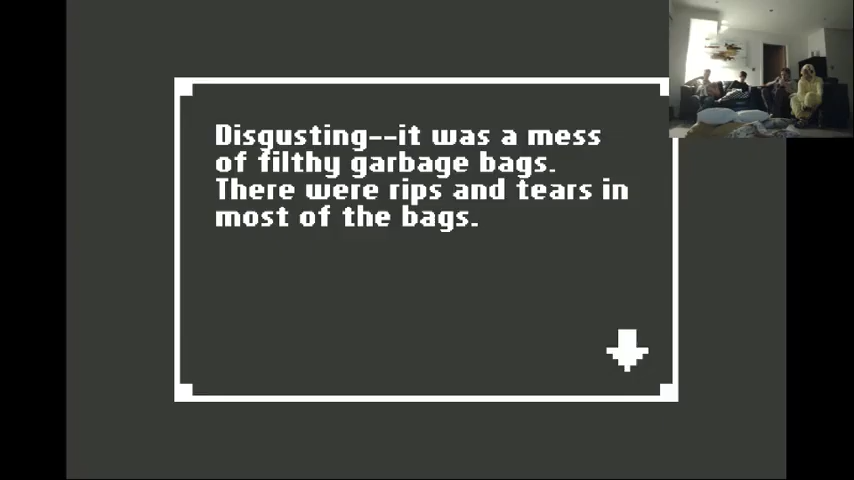 Disgusting--it was a mess
of filthy garbage bags.
There were rips and tears in
most of the bags.